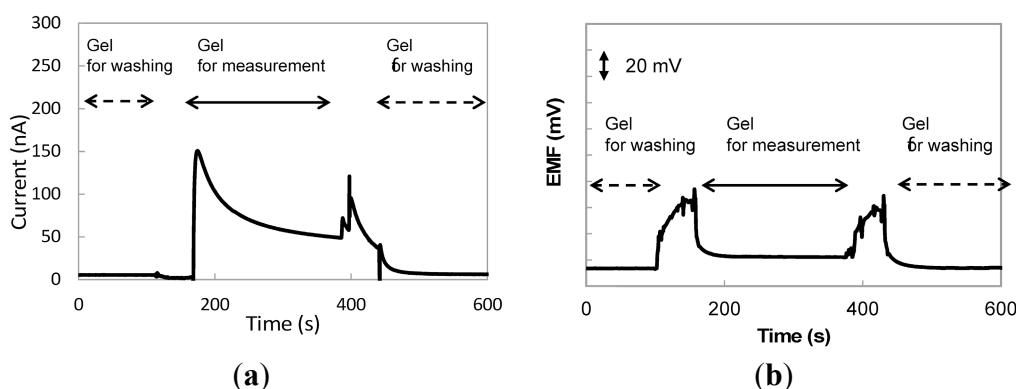 300
250
200
150
100
50
0
Current (nA)
Gel
for washing
Gel
for measurement
Gel
for washing
0
200
400
600
Time (s)
(a)
EMF (mV)
20 mV
Gel
for washing
Gel
for measurement
Gel
for washing
0
200
400
600
Time (s)
(b)